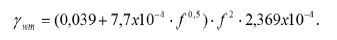 γ_wm = (0,039 + 7,7x10^-4 · f^0,5) · f^2 · 2,369x10^-4.